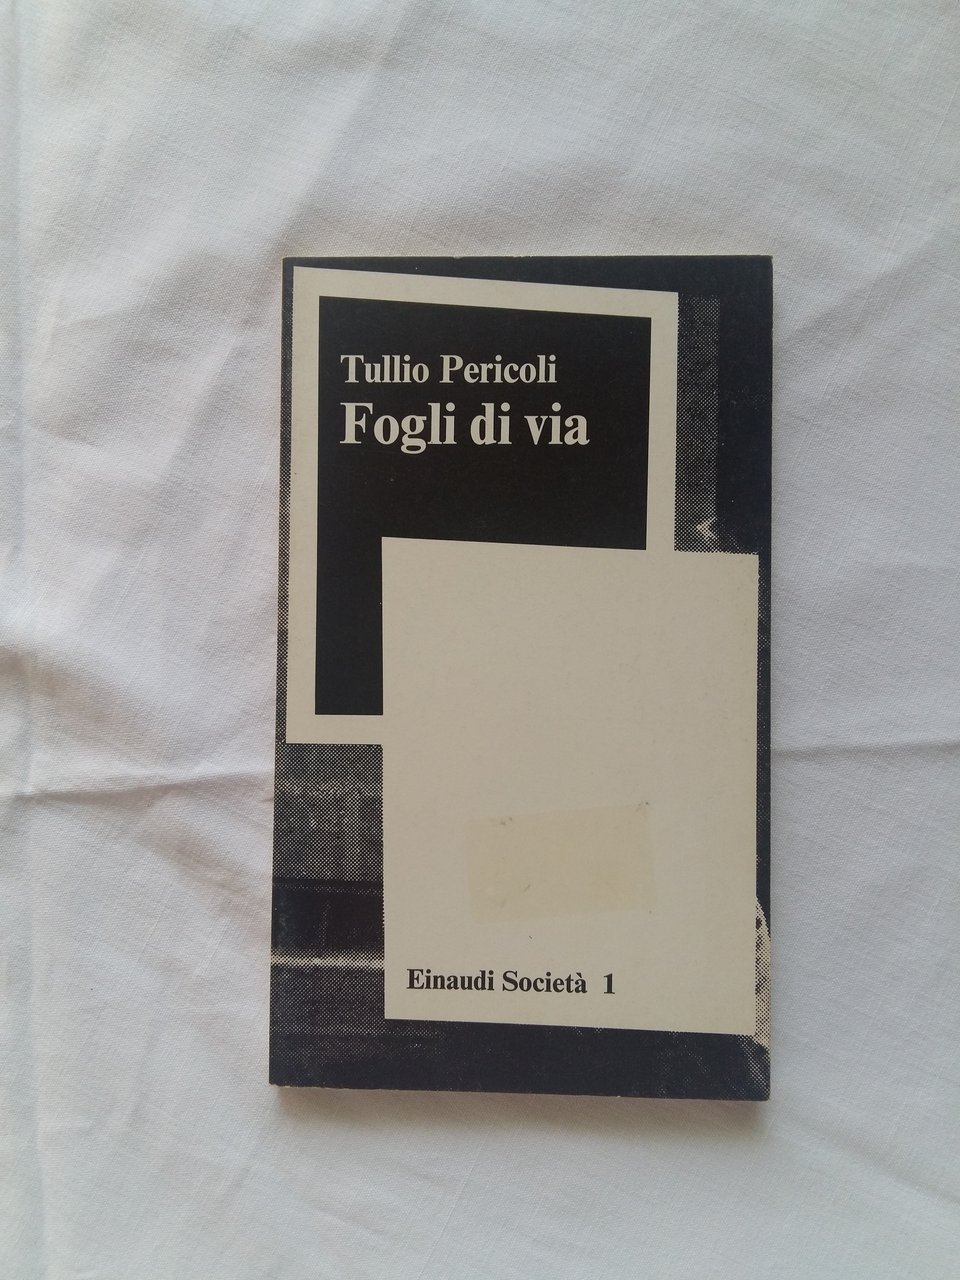 Tullio Pericoli
Fogli di via
Einaudi Società 1